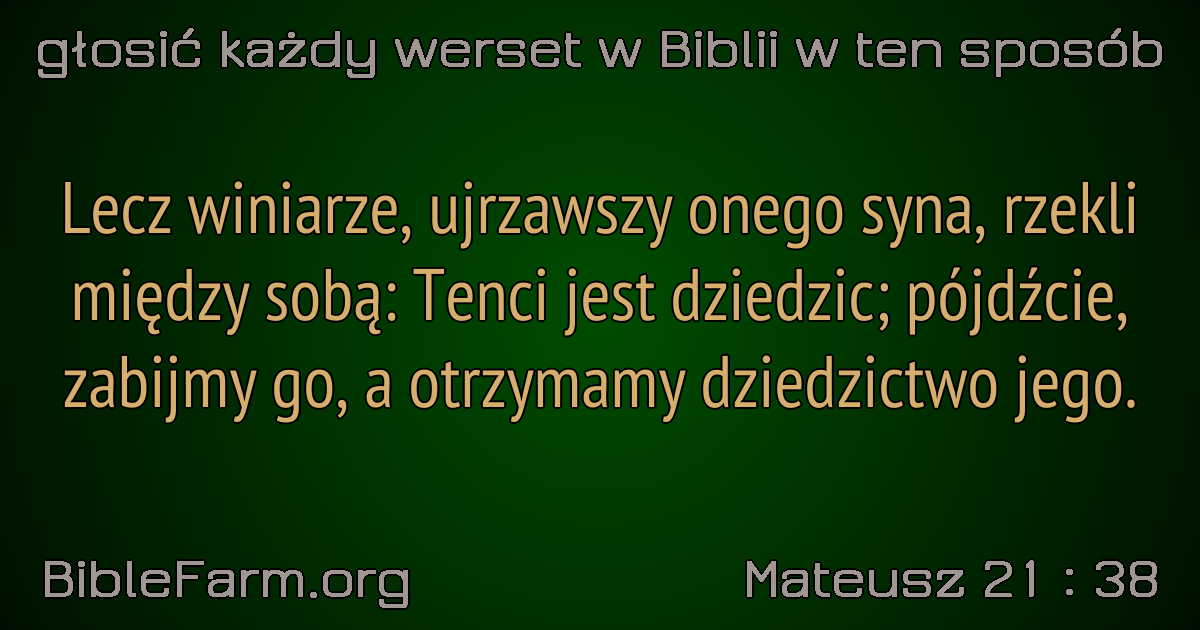 głosić każdy werset w Biblii w ten sposób
Lecz winiarze, ujrzawszy onego syna, rzekli
między sobą: Tenci jest dziedzic; pójdźcie,
zabijmy go, a otrzymamy dziedzictwo jego.
BibleFarm.org
Mateusz 21 : 38